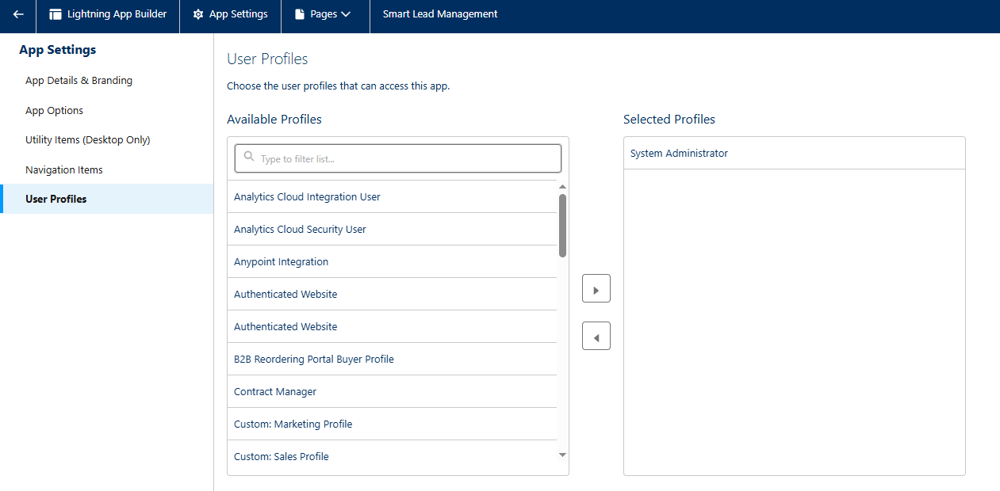 Lightning App Builder
App Settings
Pages
Smart Lead Management
App Settings
App Details & Branding
App Options
Utility Items (Desktop Only)
Navigation Items
User Profiles
User Profiles
Choose the user profiles that can access this app.
Available Profiles
Type to filter list...
Analytics Cloud Integration User
Analytics Cloud Security User
Anypoint Integration
Authenticated Website
Authenticated Website
B2B Reordering Portal Buyer Profile
Contract Manager
Custom: Marketing Profile
Custom: Sales Profile
Selected Profiles
System Administrator